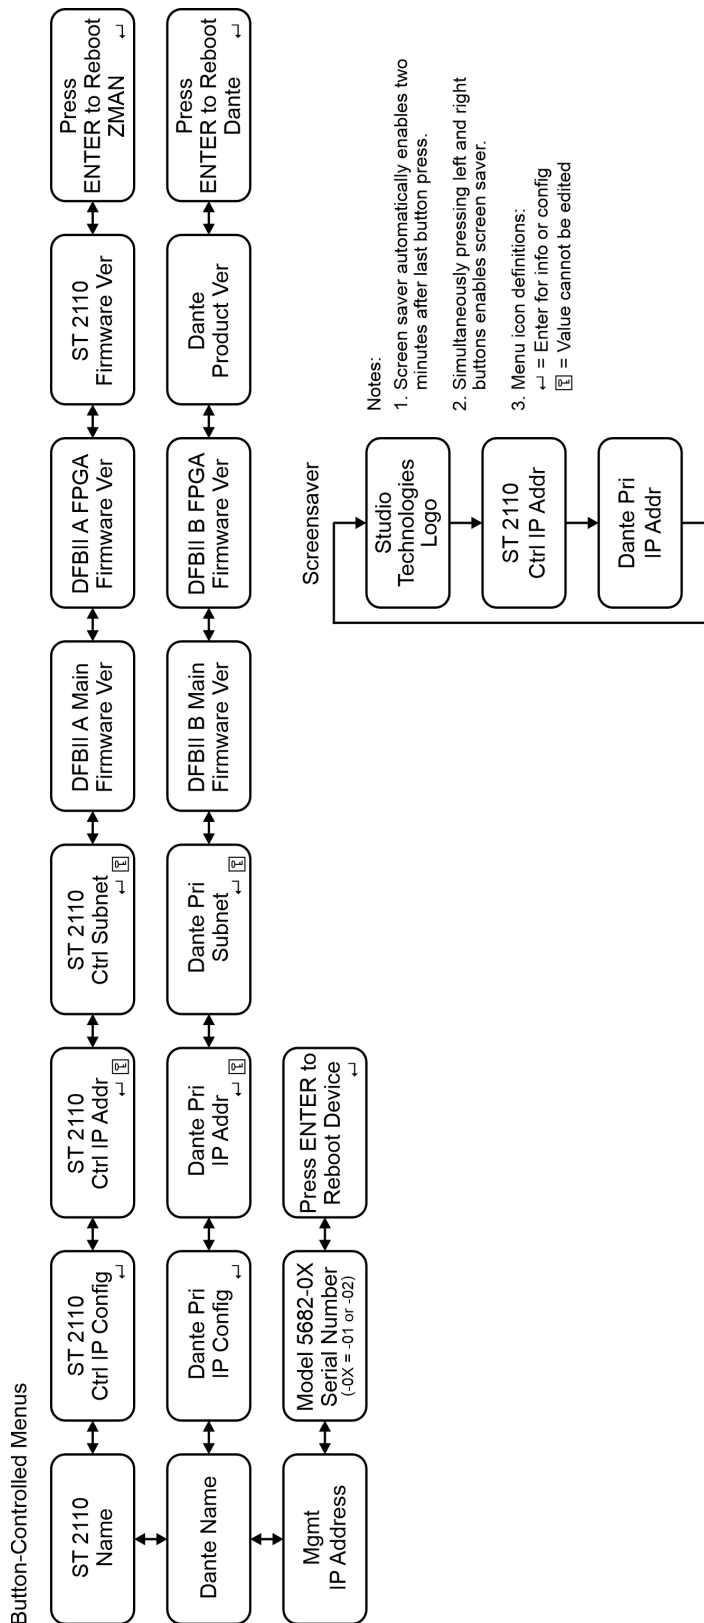 Button-Controlled Menus
ST 2110
Name
ST 2110
Ctrl IP Config
↵
ST 2110
Ctrl IP Addr
↵
ST 2110
Ctrl Subnet
↵
DFBII A Main
Firmware Ver
DFBII A FPGA
Firmware Ver
ST 2110
Firmware Ver
Press
ENTER to Reboot
ZMAN
↵
Dante Name
Dante Pri
IP Config
↵
Dante Pri
IP Addr
↵
Dante Pri
Subnet
↵
DFBII B Main
Firmware Ver
DFBII B FPGA
Firmware Ver
Dante
Product Ver
Press
ENTER to Reboot
Dante
↵
Mgmt
IP Address
Model 5682-0X
Serial Number
(-0X = -01 or -02)
Press ENTER to
Reboot Device
↵
Screensaver
Studio
Technologies
Logo
ST 2110
Ctrl IP Addr
Dante Pri
IP Addr
Notes:
1. Screen saver automatically enables two
minutes after last button press.
2. Simultaneously pressing left and right
buttons enables screen saver.
3. Menu icon definitions:
↵ = Enter for info or config
= Value cannot be edited